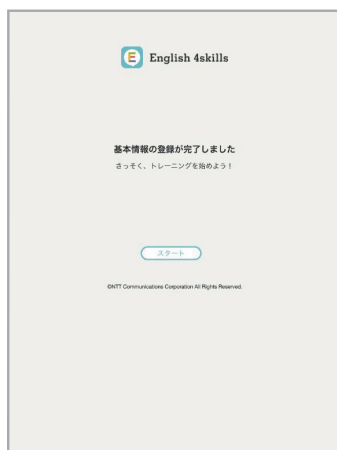 E English 4skills
基本情報の登録が完了しました
さっそく、トレーニングを始めよう！
スタート
©NTT Communications Corporation All Rights Reserved.